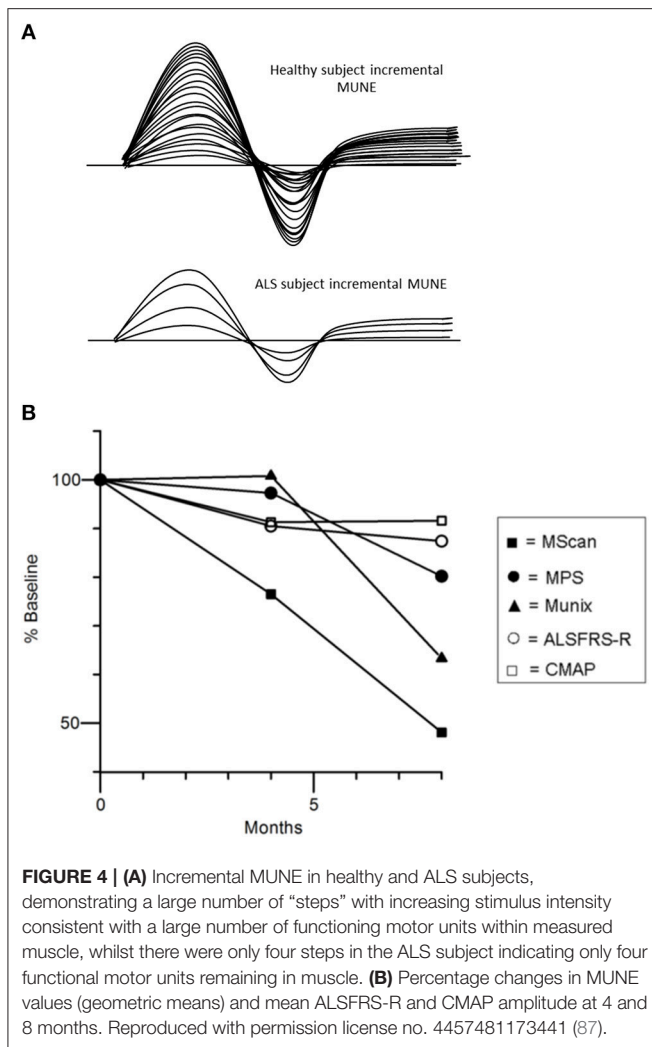 A
Healthy subject incremental
MUNE
ALS subject incremental MUNE
B
100
50
% Baseline
0
5
Months
■ = MScan
● = MPS
▲ = Munix
○ = ALSFRS-R
□ = CMAP
FIGURE 4 | (A) Incremental MUNE in healthy and ALS subjects,
demonstrating a large number of “steps” with increasing stimulus intensity
consistent with a large number of functioning motor units within measured
muscle, whilst there were only four steps in the ALS subject indicating only four
functional motor units remaining in muscle. (B) Percentage changes in MUNE
values (geometric means) and mean ALSFRS-R and CMAP amplitude at 4 and
8 months. Reproduced with permission license no. 4457481173441 (87).